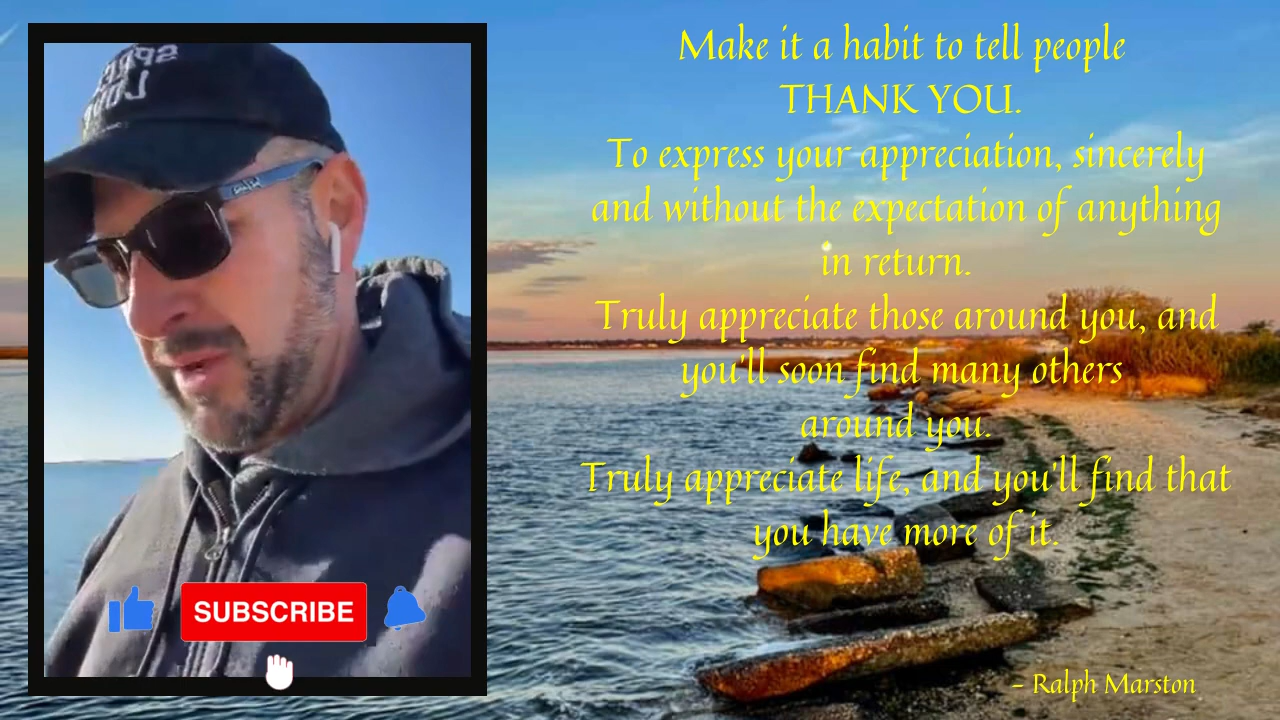 Make it a habit to tell people
THANK YOU.
To express your appreciation, sincerely
and without the expectation of anything
in return.
Truly appreciate those around you, and
you'll soon find many others
around you.
Truly appreciate life, and you'll find that
you have more of it.
- Ralph Marston
SUBSCRIBE